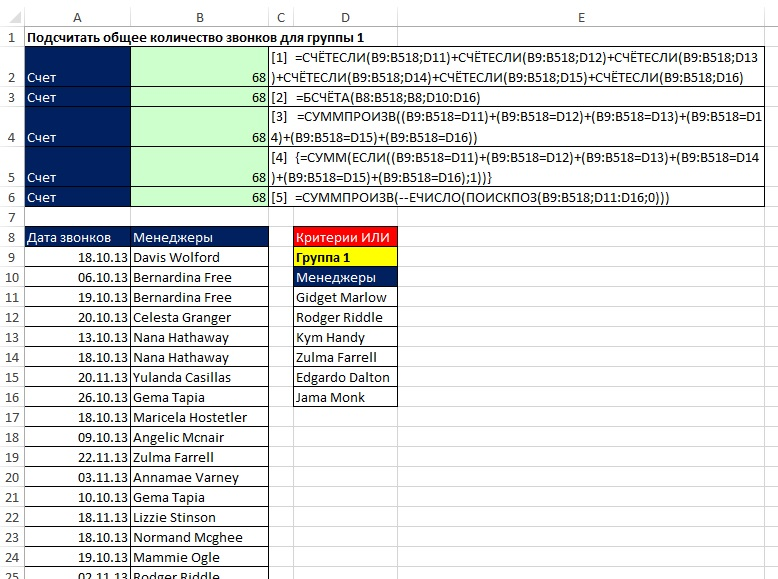 A B C D E
1 Подсчитать общее количество звонков для группы 1
[1] =СЧЁТЕСЛИ(B9:B518;D11)+СЧЁТЕСЛИ(B9:B518;D12)+СЧЁТЕСЛИ(B9:B518;D13
2 Счет 68 )+СЧЁТЕСЛИ(B9:B518;D14)+СЧЁТЕСЛИ(B9:B518;D15)+СЧЁТЕСЛИ(B9:B518;D16)
3 Счет 68 [2] =БСЧЁТА(B8:B518;B8;D10:D16)
[3] =СУММПРОИЗВ((B9:B518=D11)+(B9:B518=D12)+(B9:B518=D13)+(B9:B518=D1
4 Счет 68 4)+(B9:B518=D15)+(B9:B518=D16))
[4] {=СУММ(ЕСЛИ((B9:B518=D11)+(B9:B518=D12)+(B9:B518=D13)+(B9:B518=D14
5 Счет 68 )+(B9:B518=D15)+(B9:B518=D16);1))}
6 Счет 68 [5] =СУММПРОИЗВ(--ЕЧИСЛО(ПОИСКПОЗ(B9:B518;D11:D16;0)))
7
8 Дата звонков Менеджеры Критерии ИЛИ
9 18.10.13 Davis Wolford Группа 1
10 06.10.13 Bernardina Free Менеджеры
11 19.10.13 Bernardina Free Gidget Marlow
12 20.10.13 Celesta Granger Rodger Riddle
13 13.10.13 Nana Hathaway Kym Handy
14 18.10.13 Nana Hathaway Zulma Farrell
15 20.11.13 Yulanda Casillas Edgardo Dalton
16 26.10.13 Gema Tapia Jama Monk
17 18.10.13 Maricela Hostetler
18 09.10.13 Angelic Mcnair
19 22.11.13 Zulma Farrell
20 03.11.13 Annamae Varney
21 10.10.13 Gema Tapia
22 18.11.13 Lizzie Stinson
23 18.10.13 Normand Mcghee
24 19.10.13 Mammie Ogle
25 02.11.13 Rodger Riddle